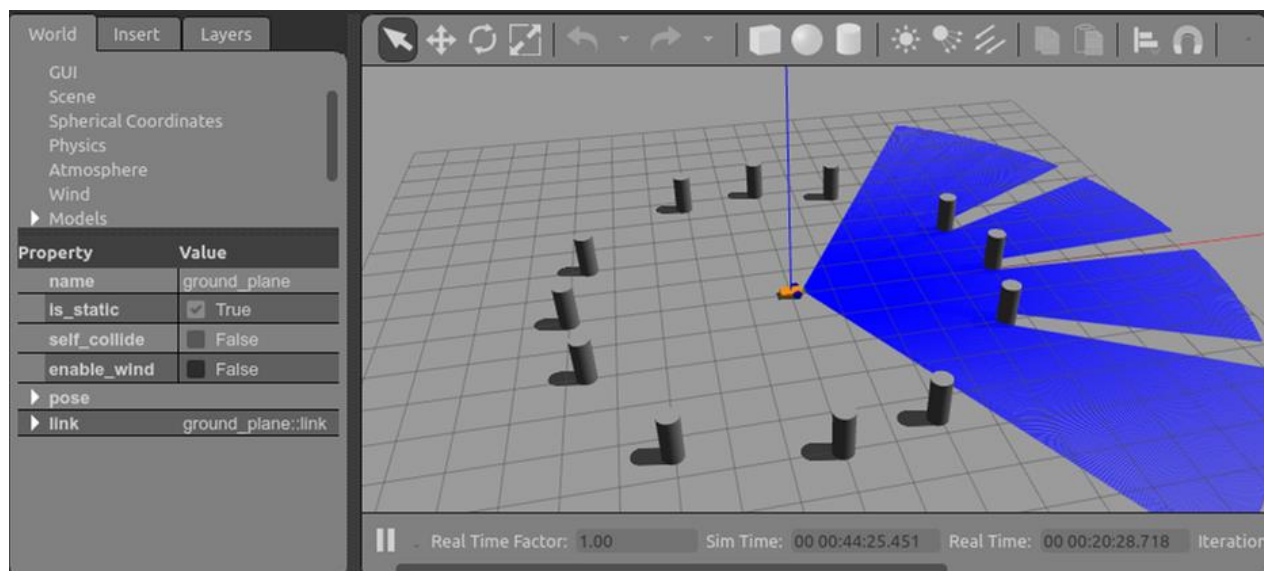 World Insert Layers
GUI
Scene
Spherical Coordinates
Physics
Atmosphere
Wind
Models
Property Value
name ground_plane
is_static True
self_collide False
enable_wind False
pose
link ground_plane::link
Real Time Factor: 1.00 Sim Time: 00 00:44:25.451 Real Time: 00 00:20:28.718 Iteration